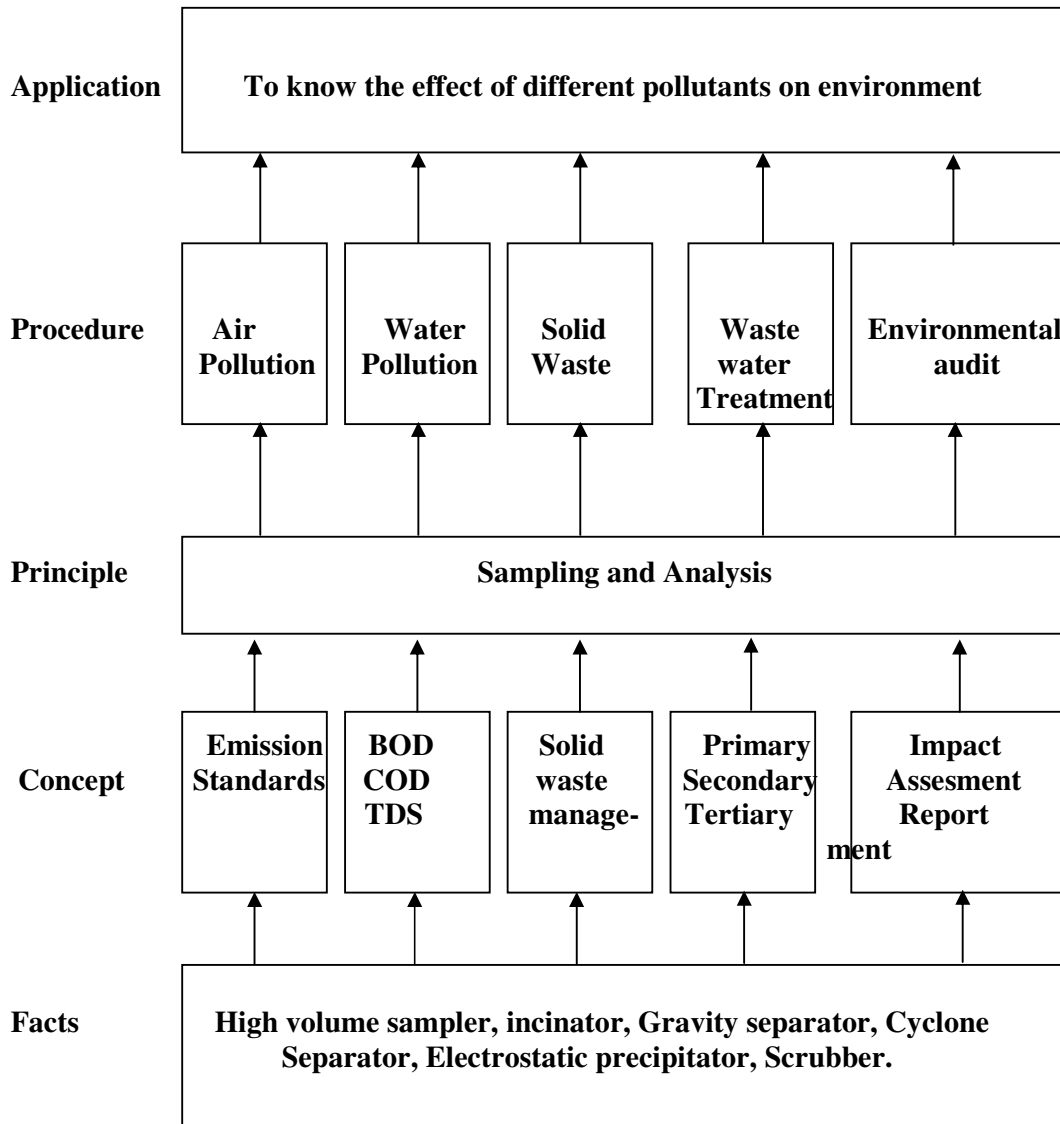 Application
To know the effect of different pollutants on environment
Procedure
Air
Pollution
Water
Pollution
Solid
Waste
Waste
water
Treatment
Environmental
audit
Principle
Sampling and Analysis
Concept
Emission
Standards
BOD
COD
TDS
Solid
waste
manage-
ment
Primary
Secondary
Tertiary
Impact
Assesment
Report
Facts
High volume sampler, incinator, Gravity separator, Cyclone
Separator, Electrostatic precipitator, Scrubber.